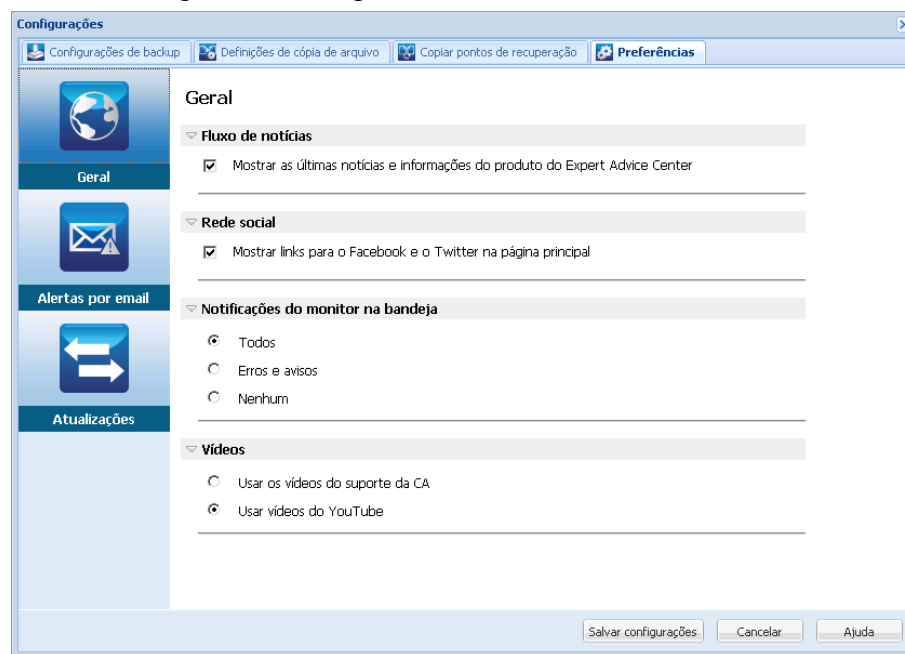 Configurações
Configurações de backup Definições de cópia de arquivo Copiar pontos de recuperação Preferências
Geral
Alertas por email
Atualizações
Geral
Fluxo de notícias
Mostrar as últimas notícias e informações do produto do Expert Advice Center
Rede social
Mostrar links para o Facebook e o Twitter na página principal
Notificações do monitor na bandeja
Todos
Erros e avisos
Nenhum
Vídeos
Usar os vídeos do suporte da CA
Usar vídeos do YouTube
Salvar configurações Cancelar Ajuda